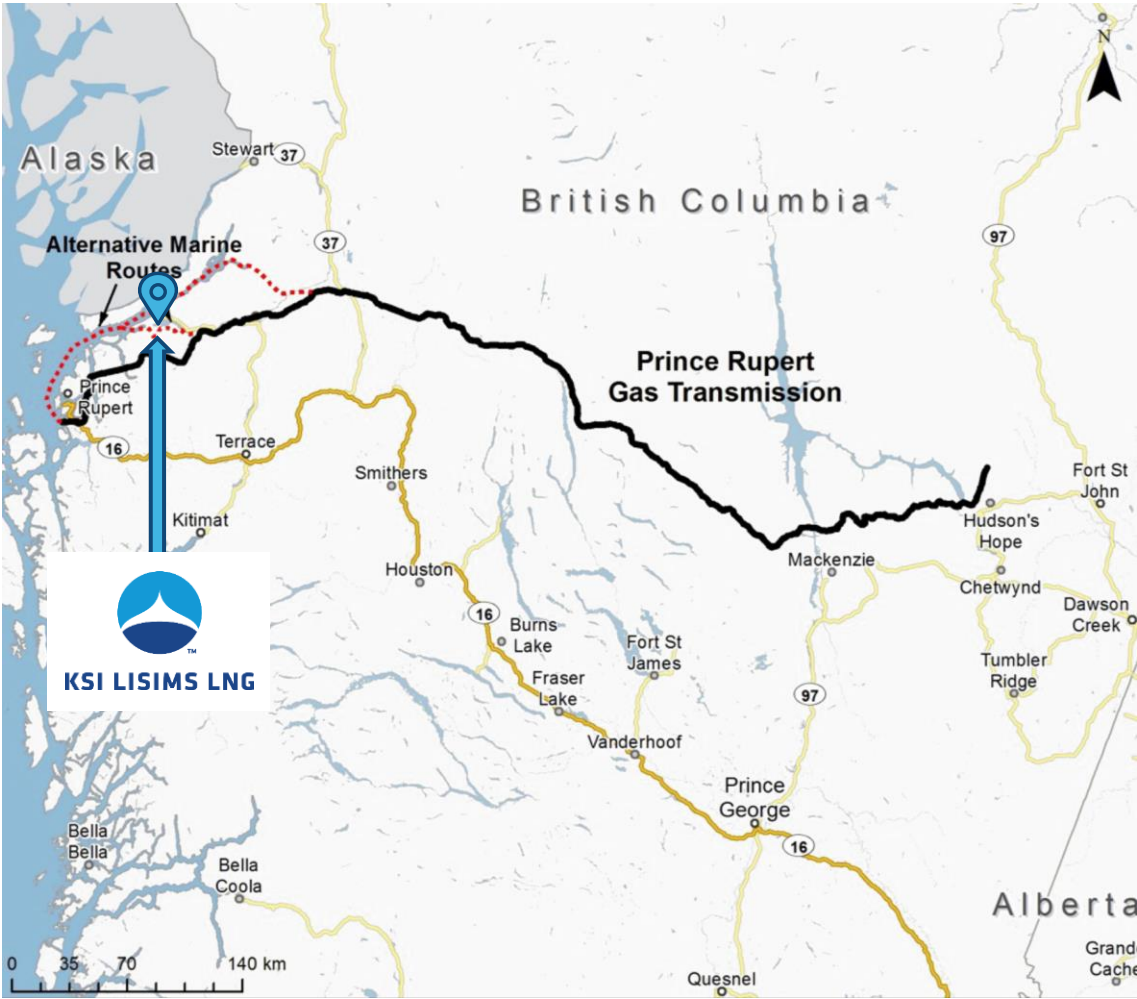 N
Alaska
Stewart
37
British Columbia
97
37
Alternative Marine
Routes
Prince Rupert
Gas Transmission
Prince
Rupert
16
Terrace
Smithers
Fort St
John
Kitimat
Hudson's
Hope
Mackenzie
Houston
Chetwynd
16
Dawson
Creek
Burns
Lake
Fort St
James
Tumbler
Ridge
TM
KSI LISIMS LNG
Fraser
Lake
97
Vanderhoof
Prince
George
16
Bella
Bella
Bella
Coola
Alberta
Grand
Cache
0 35 70 140 km
Quesnel